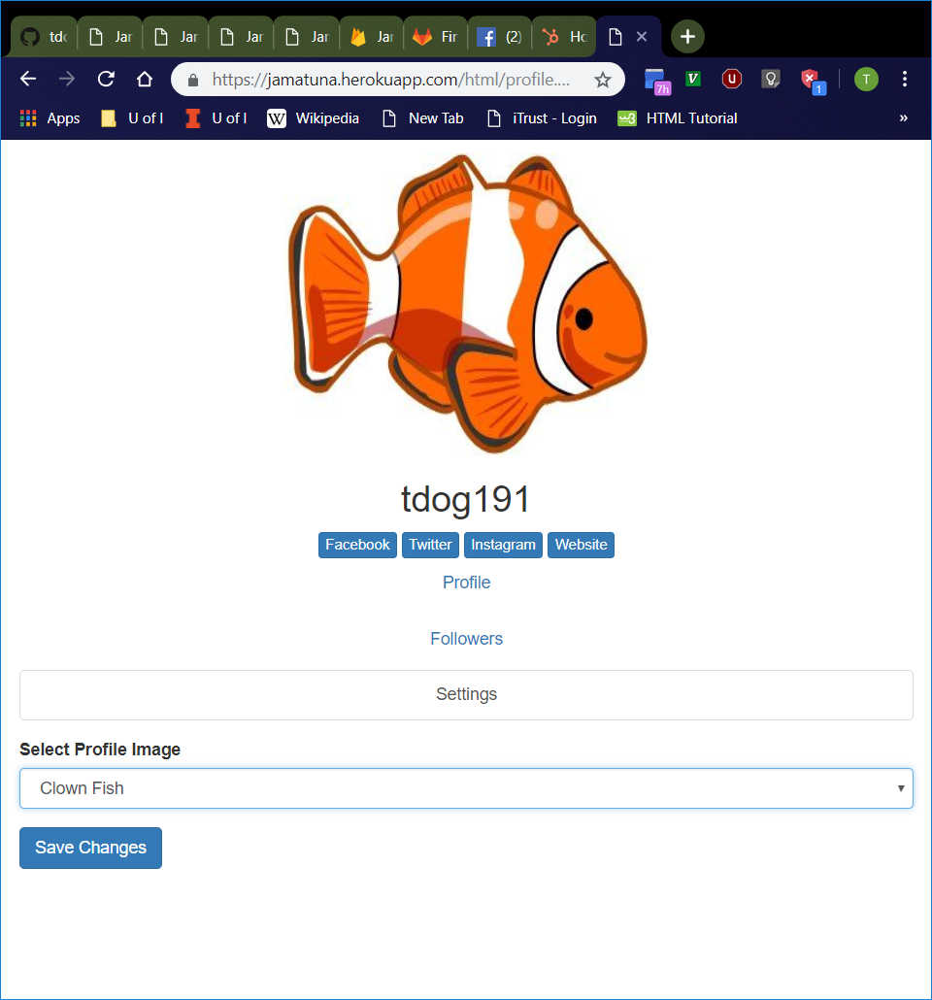 tdo Jar Jar Jar Jar Jar Fir (2) Ho
https://jamatuna.herokuapp.com/html/profile.... 7h V U 1 T
Apps U of I U of I W Wikipedia New Tab iTrust - Login w3 HTML Tutorial »
tdog191
Facebook Twitter Instagram Website
Profile
Followers
Settings
Select Profile Image
Clown Fish
Save Changes